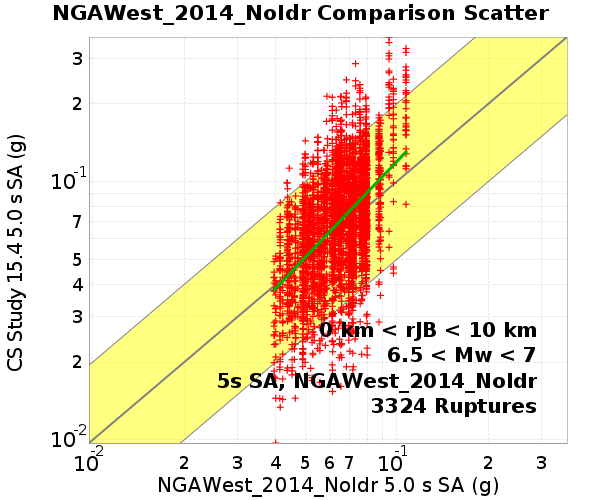 NGAWest_2014_NoIdr Comparison Scatter
CS Study 15.4 5.0 s SA (g)
3
2
10^-1
7
5
4
3
2
10^-2
0 km < rJB < 10 km
6.5 < Mw < 7
5s SA, NGAWest_2014_NoIdr
3324 Ruptures
10^-2 2 3 4 5 6 7 10^-1 2 3
NGAWest_2014_NoIdr 5.0 s SA (g)